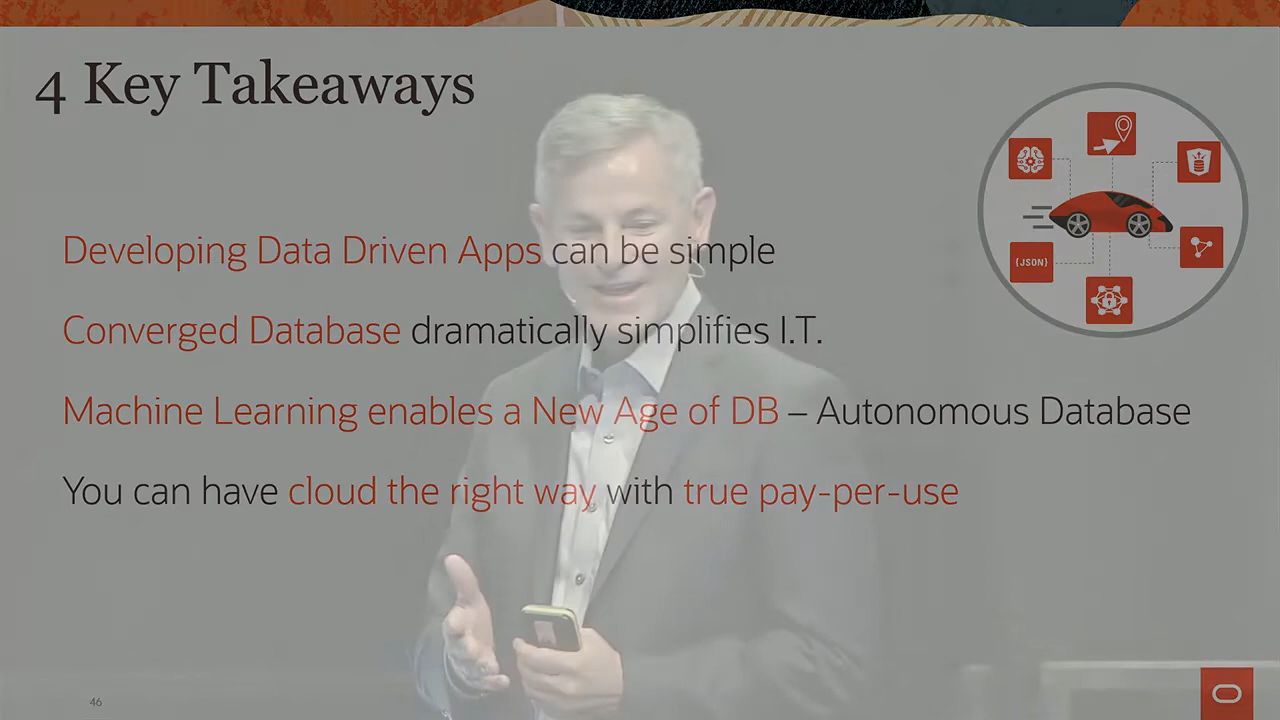 4 Key Takeaways
Developing Data Driven Apps can be simple
Converged Database dramatically simplifies I.T.
Machine Learning enables a New Age of DB – Autonomous Database
You can have cloud the right way with true pay-per-use
{JSON}
46